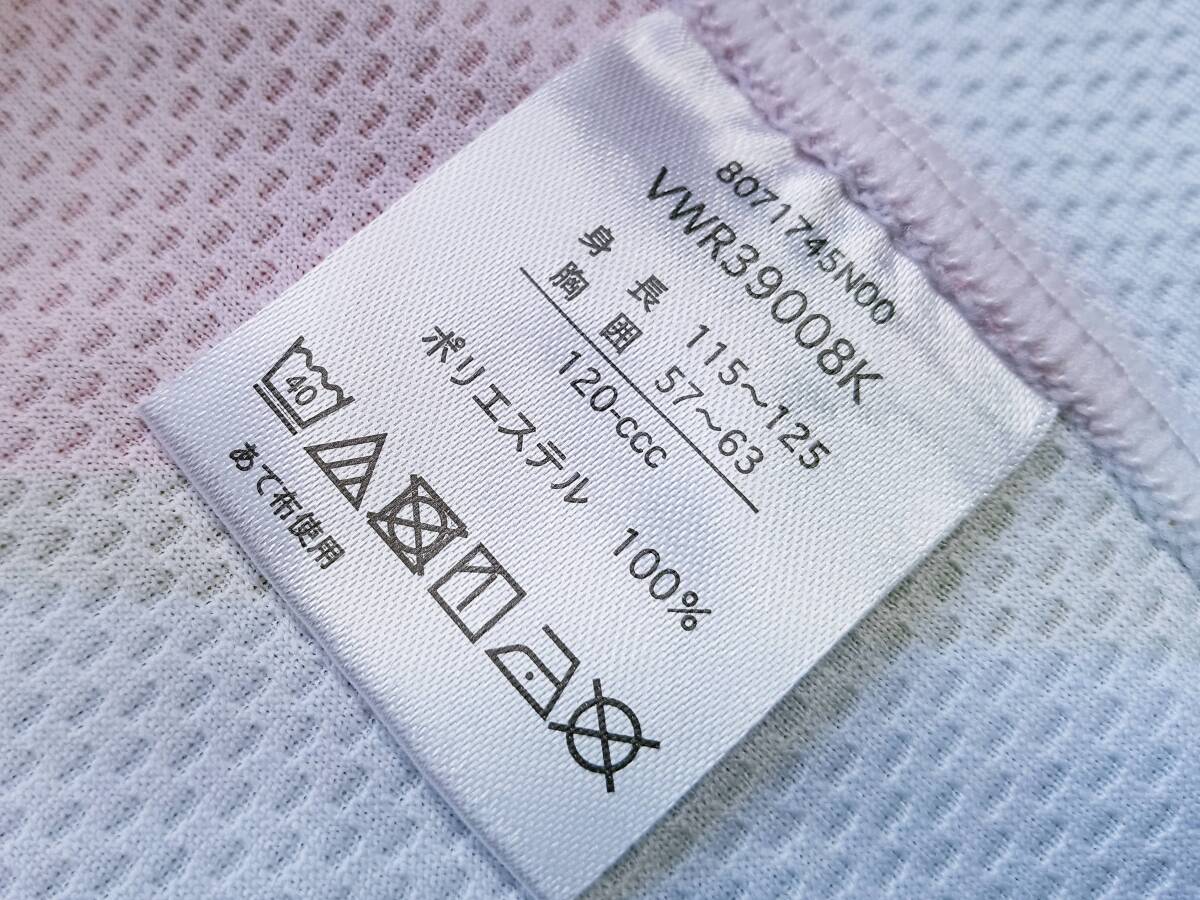 8071745N00
VWR39008K
身長 115～125
胸囲 57～63
120-CCC
ポリエステル 100%
40
あて布使用